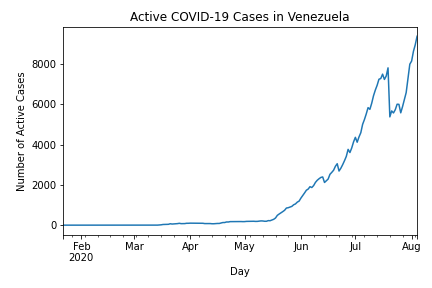 Active COVID-19 Cases in Venezuela
Number of Active Cases
8000
6000
4000
2000
0
Feb Mar Apr May Jun Jul Aug
2020
Day